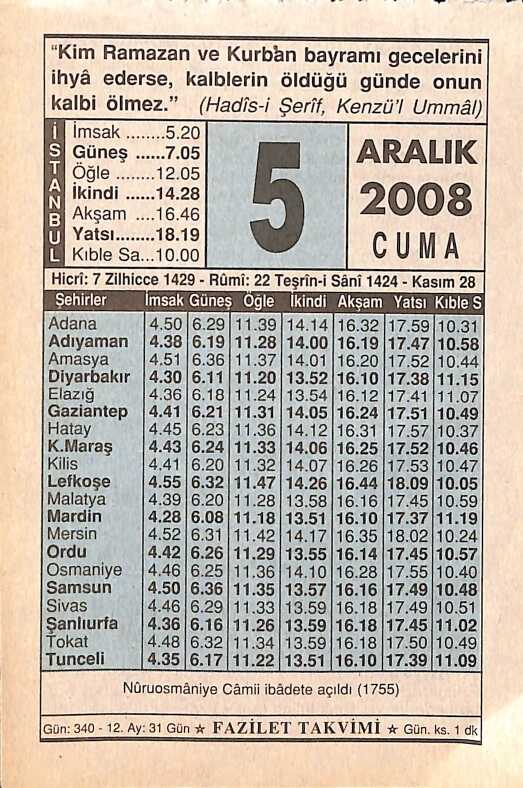 "Kim Ramazan ve Kurban bayramı gecelerini
ihyâ ederse, kalblerin öldüğü günde onun
kalbi ölmez." (Hadîs-i Şerîf, Kenzü'l Ummâl)
İSTANBUL
İmsak ........5.20
Güneş ......7.05
Öğle ........12.05
İkindi ......14.28
Akşam ....16.46
Yatsı........18.19
Kıble Sa...10.00
5
ARALIK
2008
CUMA
Hicrî: 7 Zilhicce 1429 - Rûmî: 22 Teşrîn-i Sânî 1424 - Kasım 28
Şehirler İmsak Güneş Öğle İkindi Akşam Yatsı Kıble S
Adana 4.50 6.29 11.39 14.14 16.32 17.59 10.31
Adıyaman 4.38 6.19 11.28 14.00 16.19 17.47 10.58
Amasya 4.51 6.36 11.37 14.01 16.20 17.52 10.44
Diyarbakır 4.30 6.11 11.20 13.52 16.10 17.38 11.15
Elazığ 4.36 6.18 11.24 13.54 16.12 17.41 11.07
Gaziantep 4.41 6.21 11.31 14.05 16.24 17.51 10.49
Hatay 4.45 6.23 11.36 14.12 16.31 17.57 10.37
K.Maraş 4.43 6.24 11.33 14.06 16.25 17.52 10.46
Kilis 4.41 6.20 11.32 14.07 16.26 17.53 10.47
Lefkoşe 4.55 6.32 11.47 14.26 16.44 18.09 10.05
Malatya 4.39 6.20 11.28 13.58 16.16 17.45 10.59
Mardin 4.28 6.08 11.18 13.51 16.10 17.37 11.19
Mersin 4.52 6.31 11.42 14.17 16.35 18.02 10.24
Ordu 4.42 6.26 11.29 13.55 16.14 17.45 10.57
Osmaniye 4.46 6.25 11.36 14.10 16.28 17.55 10.40
Samsun 4.50 6.36 11.35 13.57 16.16 17.49 10.48
Sivas 4.46 6.29 11.33 13.59 16.18 17.49 10.51
Şanlıurfa 4.36 6.16 11.26 13.59 16.18 17.45 11.02
Tokat 4.48 6.32 11.34 13.59 16.18 17.50 10.49
Tunceli 4.35 6.17 11.22 13.51 16.10 17.39 11.09
Nûruosmâniye Câmii ibâdete açıldı (1755)
Gün: 340 - 12. Ay: 31 Gün ★ FAZİLET TAKVİMİ ★ Gün. ks. 1 dk